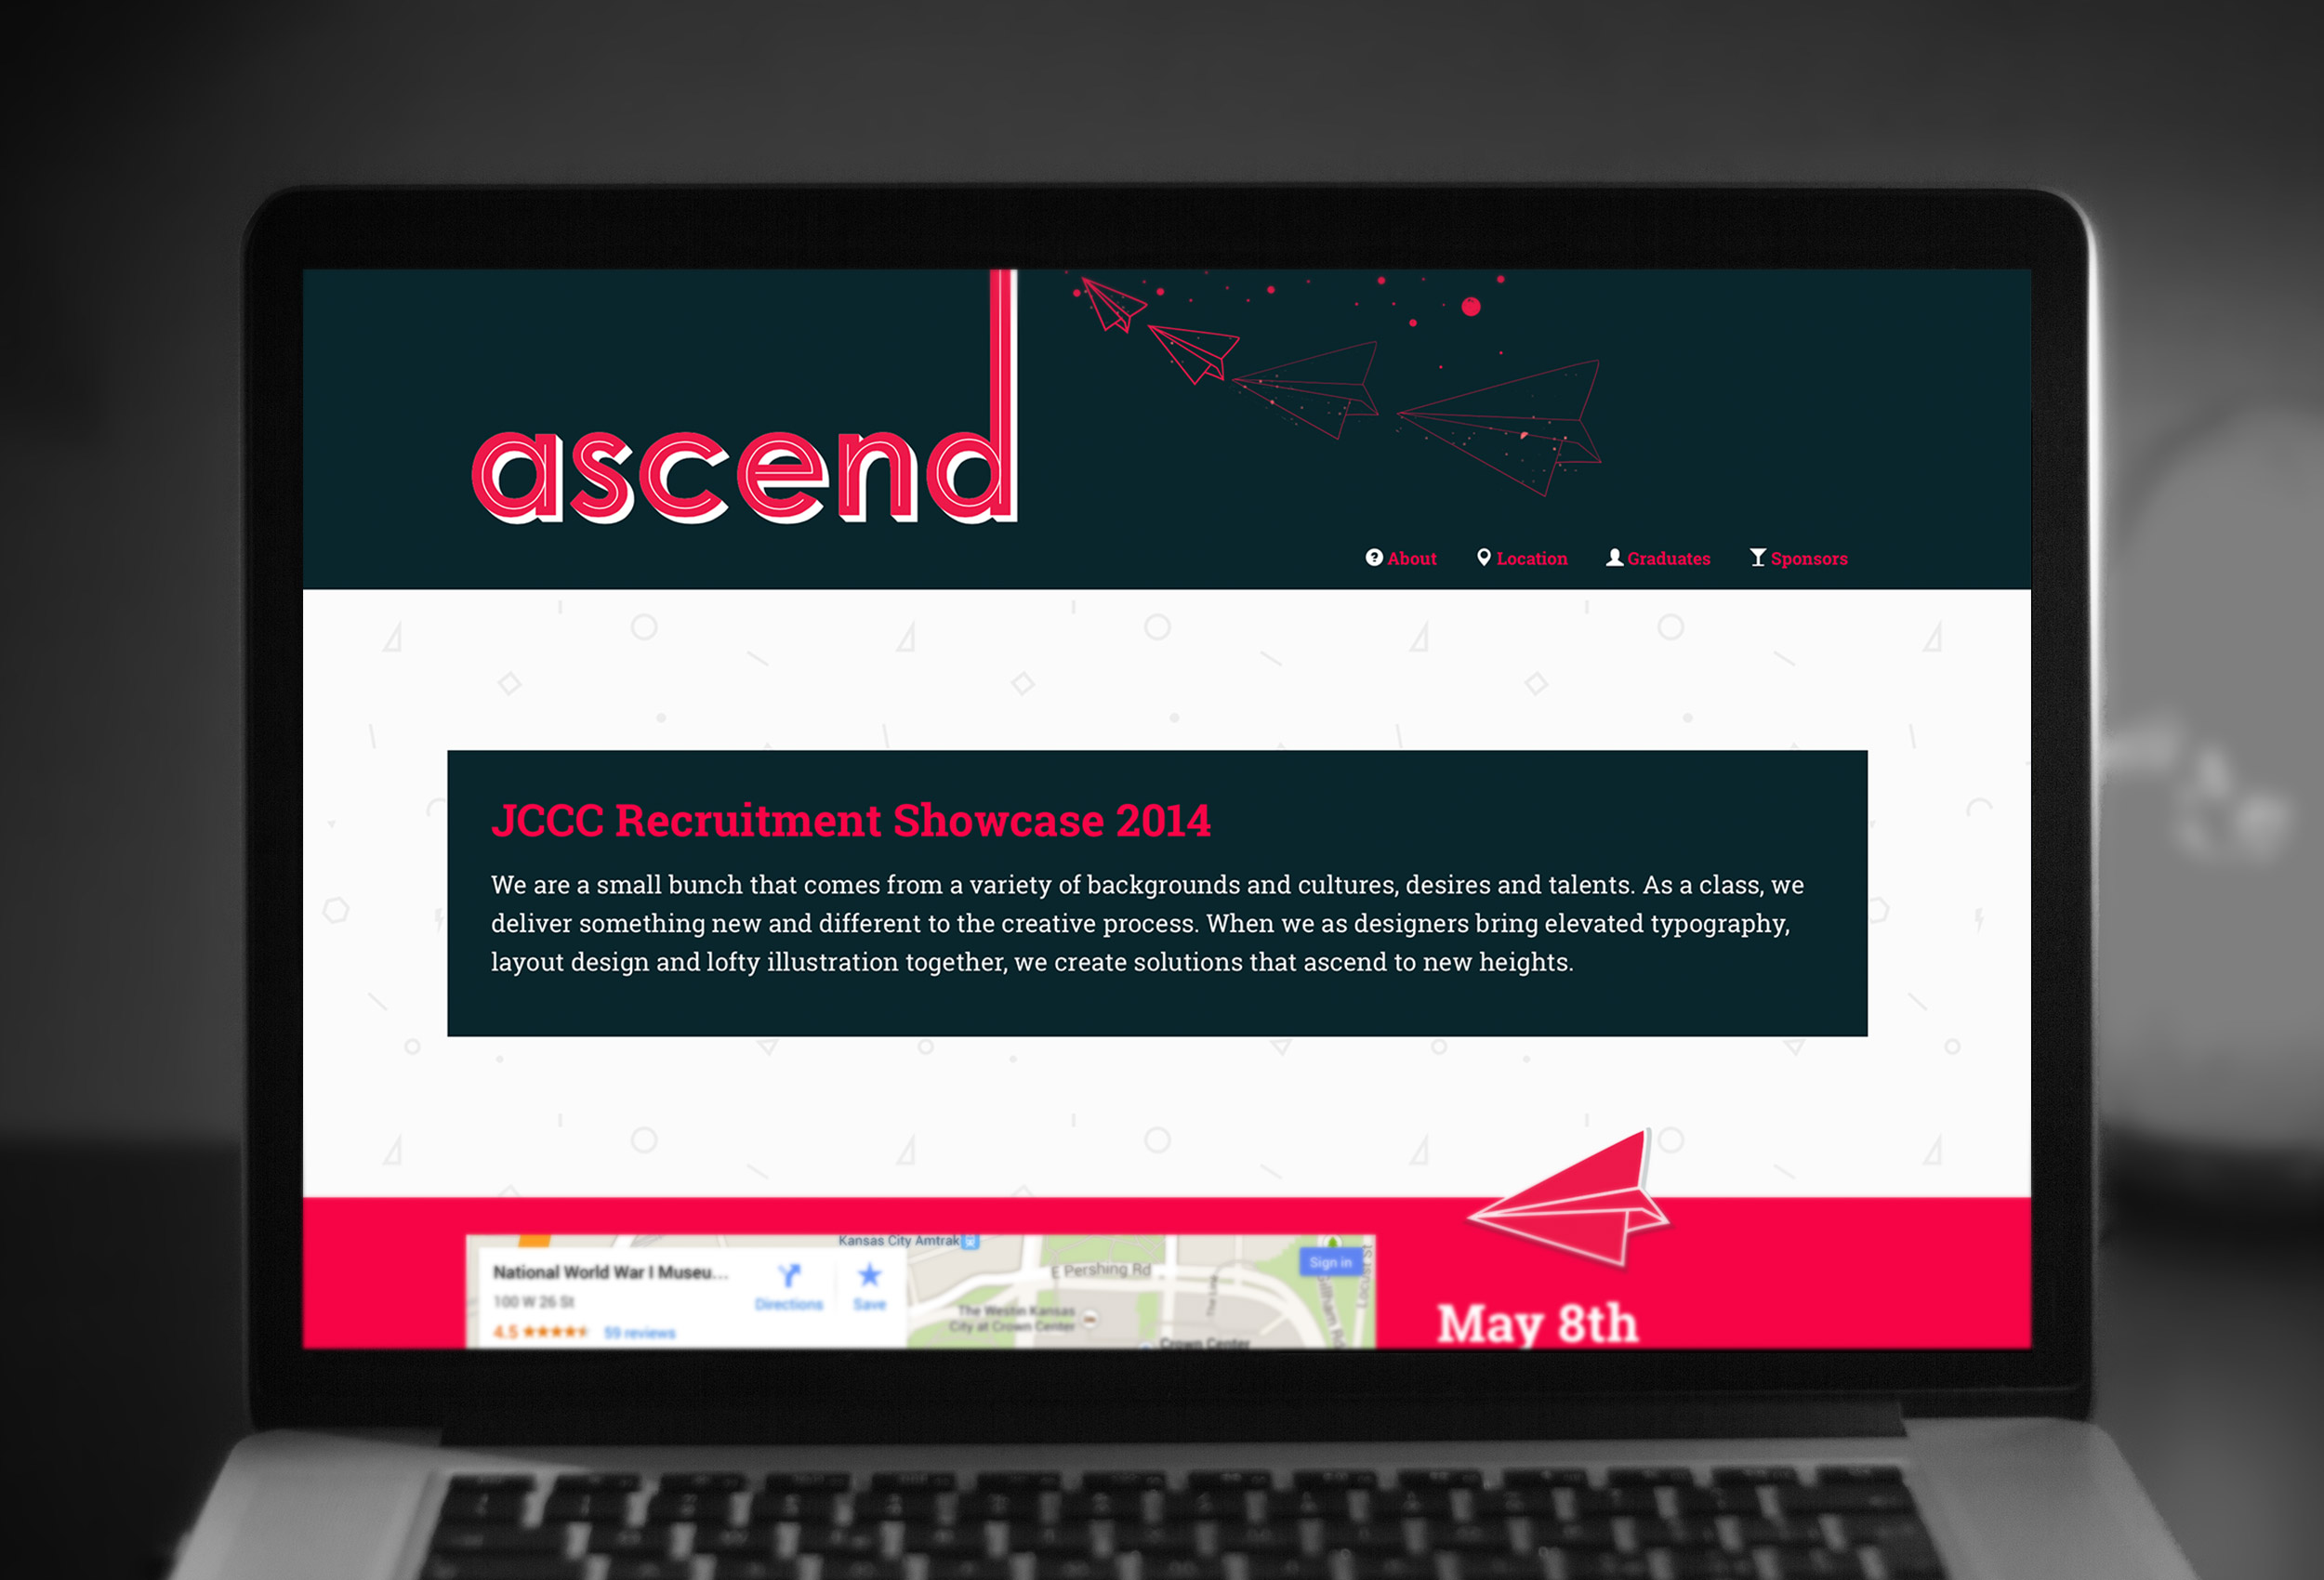 ascend
About Location Graduates Sponsors
JCCC Recruitment Showcase 2014
We are a small bunch that comes from a variety of backgrounds and cultures, desires and talents. As a class, we
deliver something new and different to the creative process. When we as designers bring elevated typography,
layout design and lofty illustration together, we create solutions that ascend to new heights.
Kansas City Amtrak
National World War I Museu...
100 W 26 St
Directions
Save
4.5
59 reviews
E Pershing Rd
The Westin Kansas
City at Crown Center
Crown Center
Sign in
Locust St
May 8th